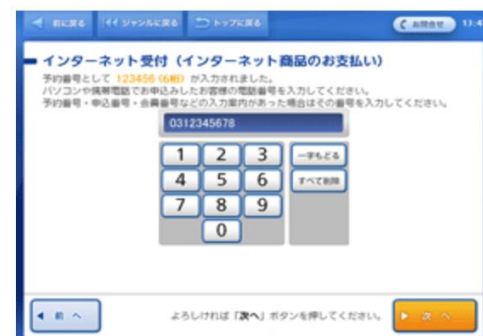 前に戻る
ジャンルに戻る
トップに戻る
お問合せ
13:4
インターネット受付（インターネット商品のお支払い）
予約番号として 123456（6桁） が入力されました。
パソコンや携帯電話でお申込みしたお客様の電話番号を入力してください。
予約番号・申込番号・会員番号などの入力案内があった場合はその番号を入力してください。
0312345678
1 2 3 一字もどる
4 5 6 すべて削除
7 8 9
0
前 へ
よろしければ「次へ」ボタンを押してください。
次 へ